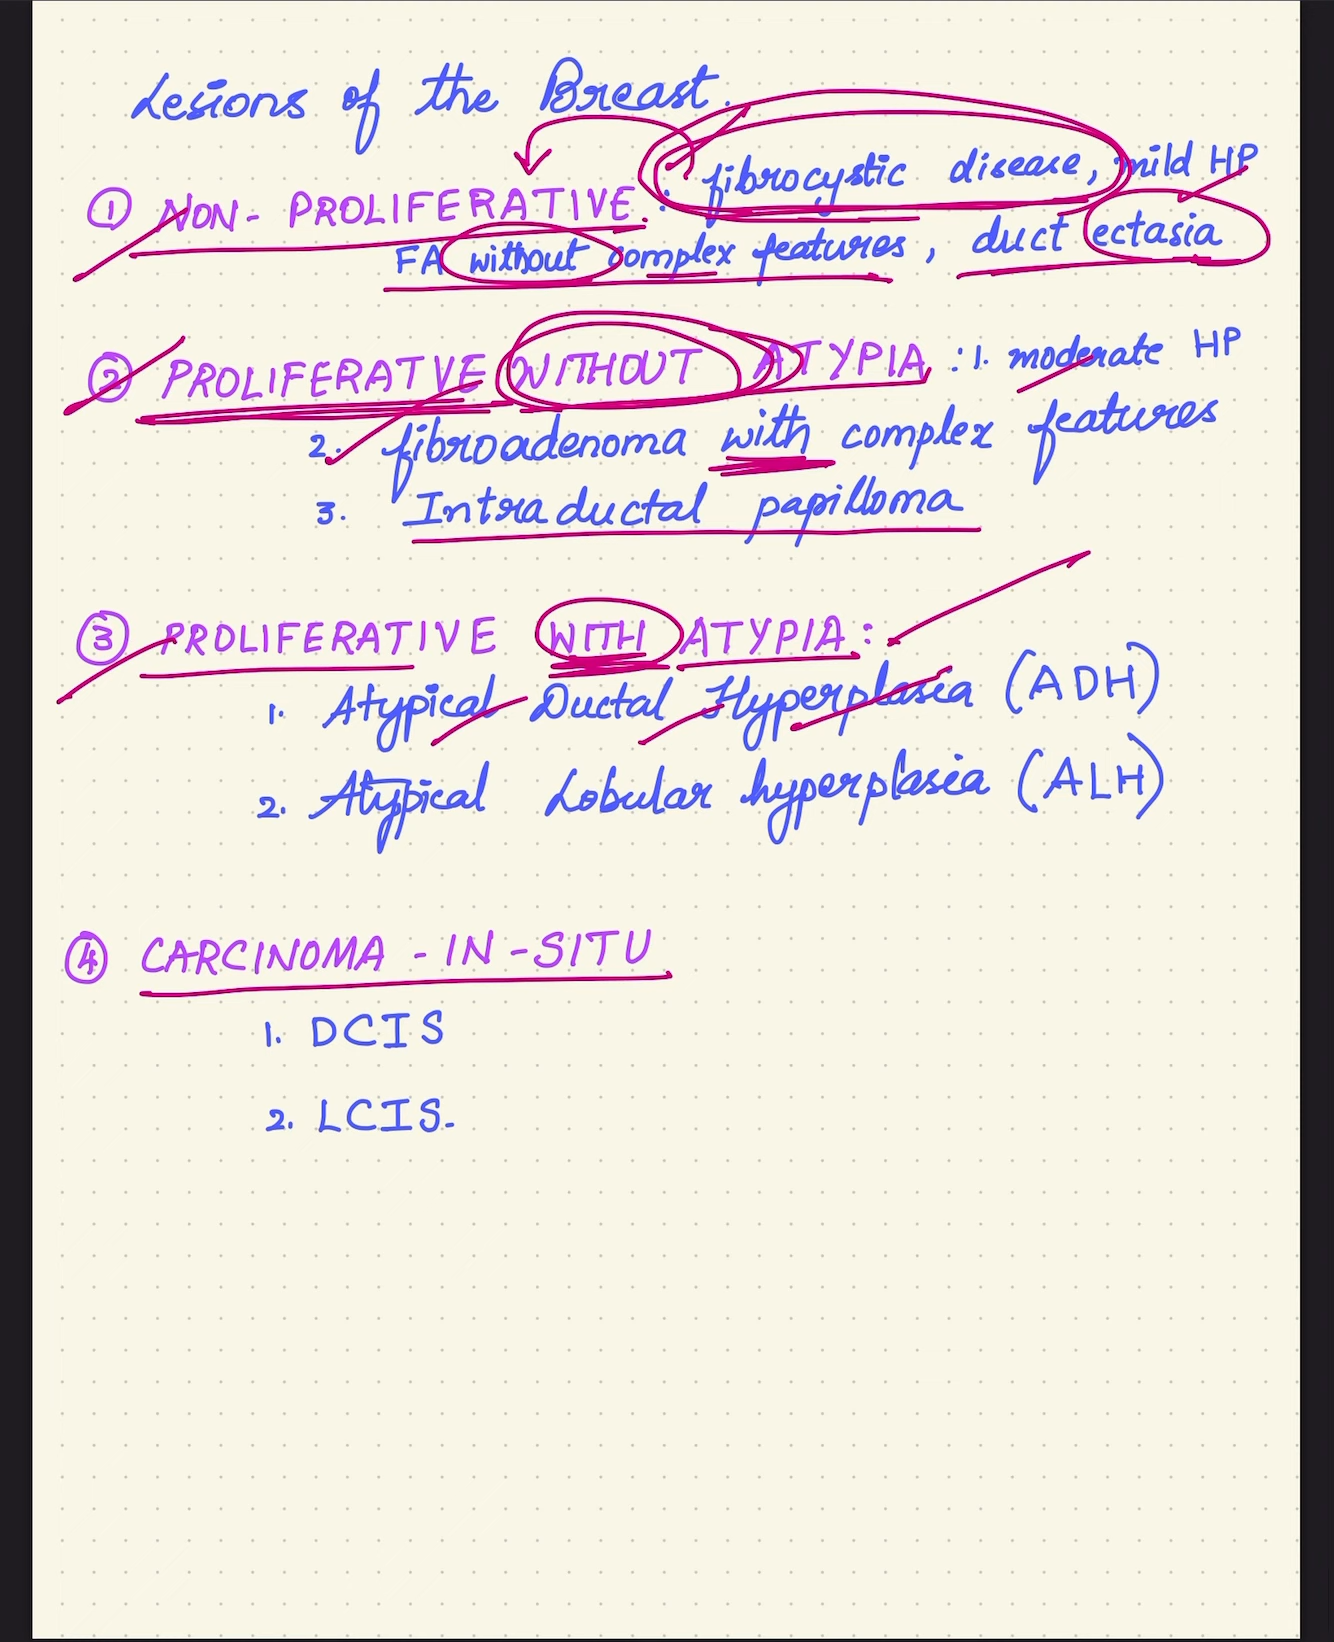 Lesions of the Breast.
① NON-PROLIFERATIVE : fibrocystic disease, mild HP
FA without complex features, duct ectasia
② PROLIFERATVE WITHOUT ATYPIA : 1. moderate HP
2. fibroadenoma with complex features
3. Intraductal papilloma
③ PROLIFERATIVE WITH ATYPIA :
1. Atypical Ductal Hyperplasia (ADH)
2. Atypical Lobular hyperplasia (ALH)
④ CARCINOMA - IN - SITU
1. DCIS
2. LCIS.